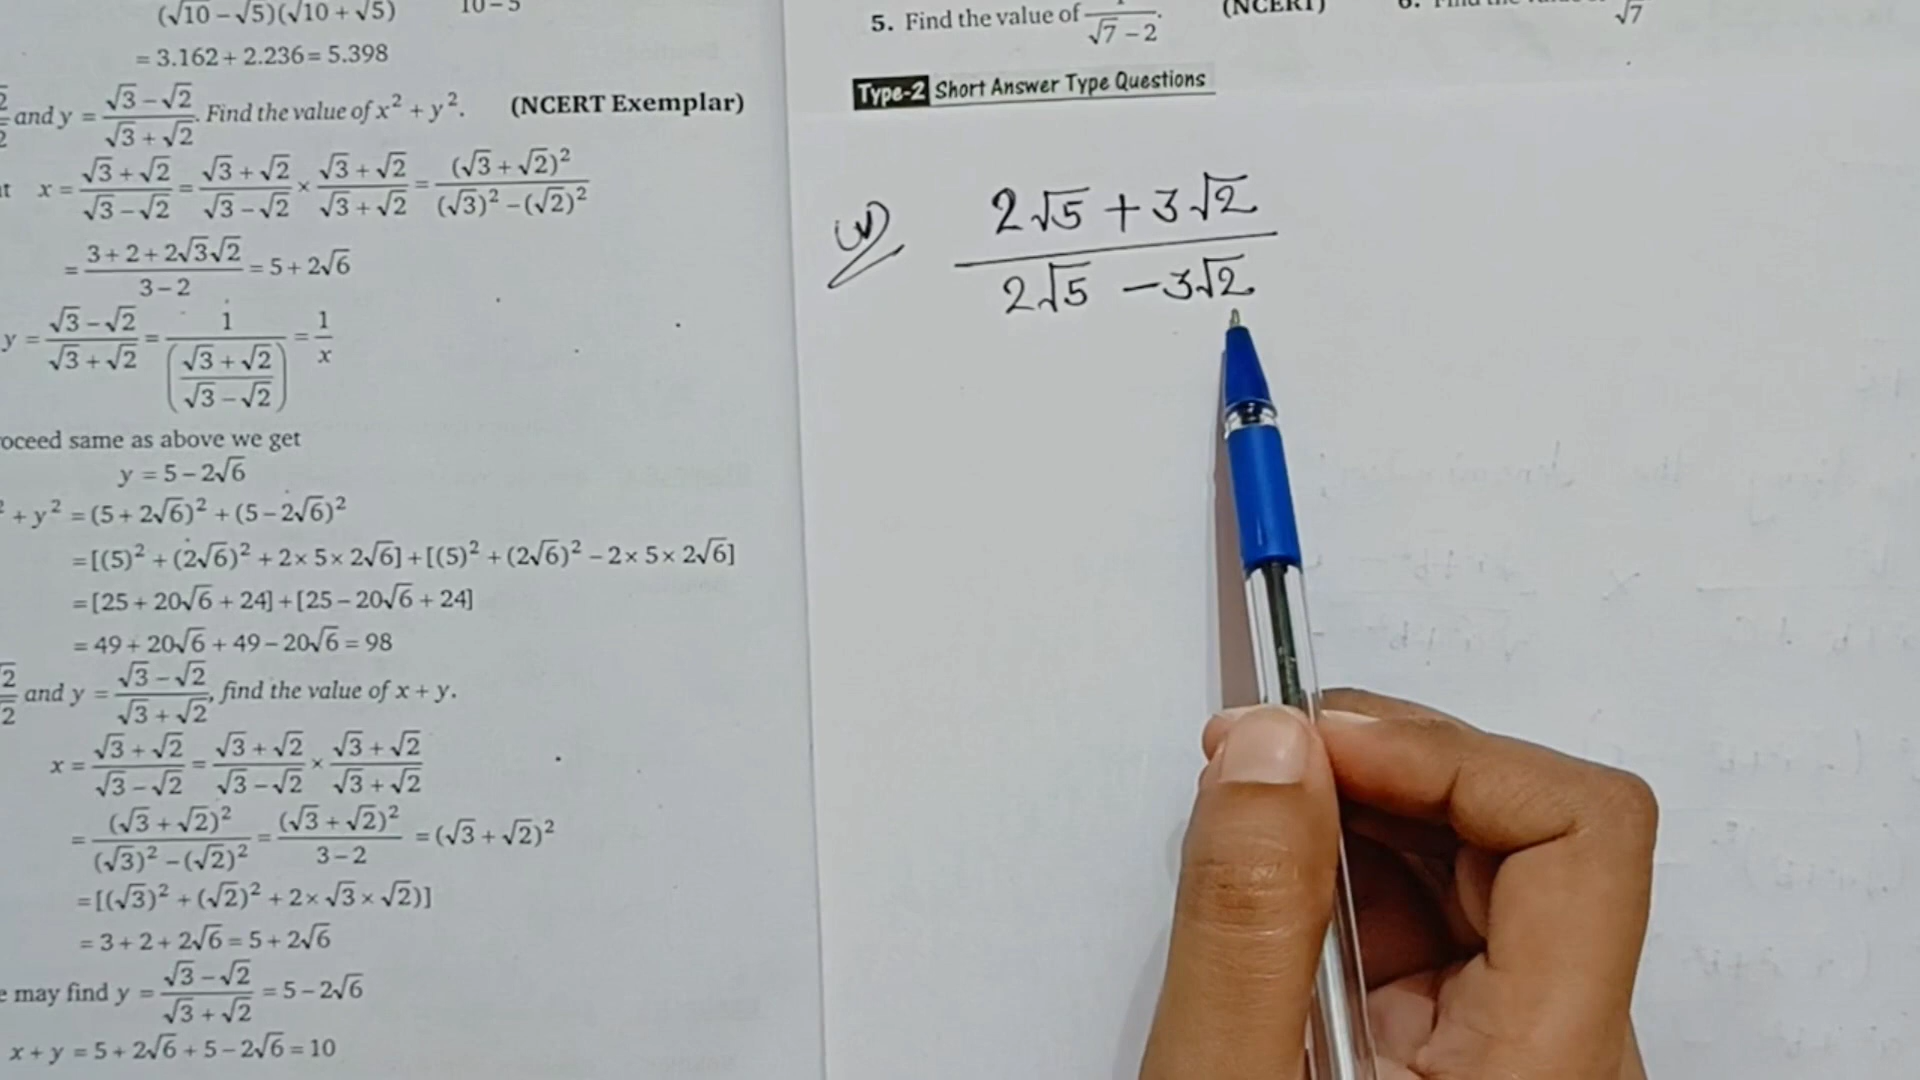 (√10 − √5)(√10 + √5) 10 − 5
= 3.162 + 2.236 = 5.398
and y = (√3 − √2)/(√3 + √2). Find the value of x² + y². (NCERT Exemplar)
x = (√3 + √2)/(√3 − √2) = (√3 + √2)/(√3 − √2) × (√3 + √2)/(√3 + √2) = (√3 + √2)²/((√3)² − (√2)²)
= (3 + 2 + 2√3√2)/(3 − 2) = 5 + 2√6
y = (√3 − √2)/(√3 + √2) = 1/((√3 + √2)/(√3 − √2)) = 1/x
oceed same as above we get
y = 5 − 2√6
+ y² = (5 + 2√6)² + (5 − 2√6)²
= [(5)² + (2√6)² + 2 × 5 × 2√6] + [(5)² + (2√6)² − 2 × 5 × 2√6]
= [25 + 20√6 + 24] + [25 − 20√6 + 24]
= 49 + 20√6 + 49 − 20√6 = 98
and y = (√3 − √2)/(√3 + √2), find the value of x + y.
x = (√3 + √2)/(√3 − √2) = (√3 + √2)/(√3 − √2) × (√3 + √2)/(√3 + √2)
= (√3 + √2)²/((√3)² − (√2)²) = (√3 + √2)²/(3 − 2) = (√3 + √2)²
= [(√3)² + (√2)² + 2 × √3 × √2)]
= 3 + 2 + 2√6 = 5 + 2√6
may find y = (√3 − √2)/(√3 + √2) = 5 − 2√6
x + y = 5 + 2√6 + 5 − 2√6 = 10
5. Find the value of 1/(√7 − 2). (NCERT) 6.
√7
Type-2 Short Answer Type Questions
(2√5 + 3√2)/(2√5 − 3√2)